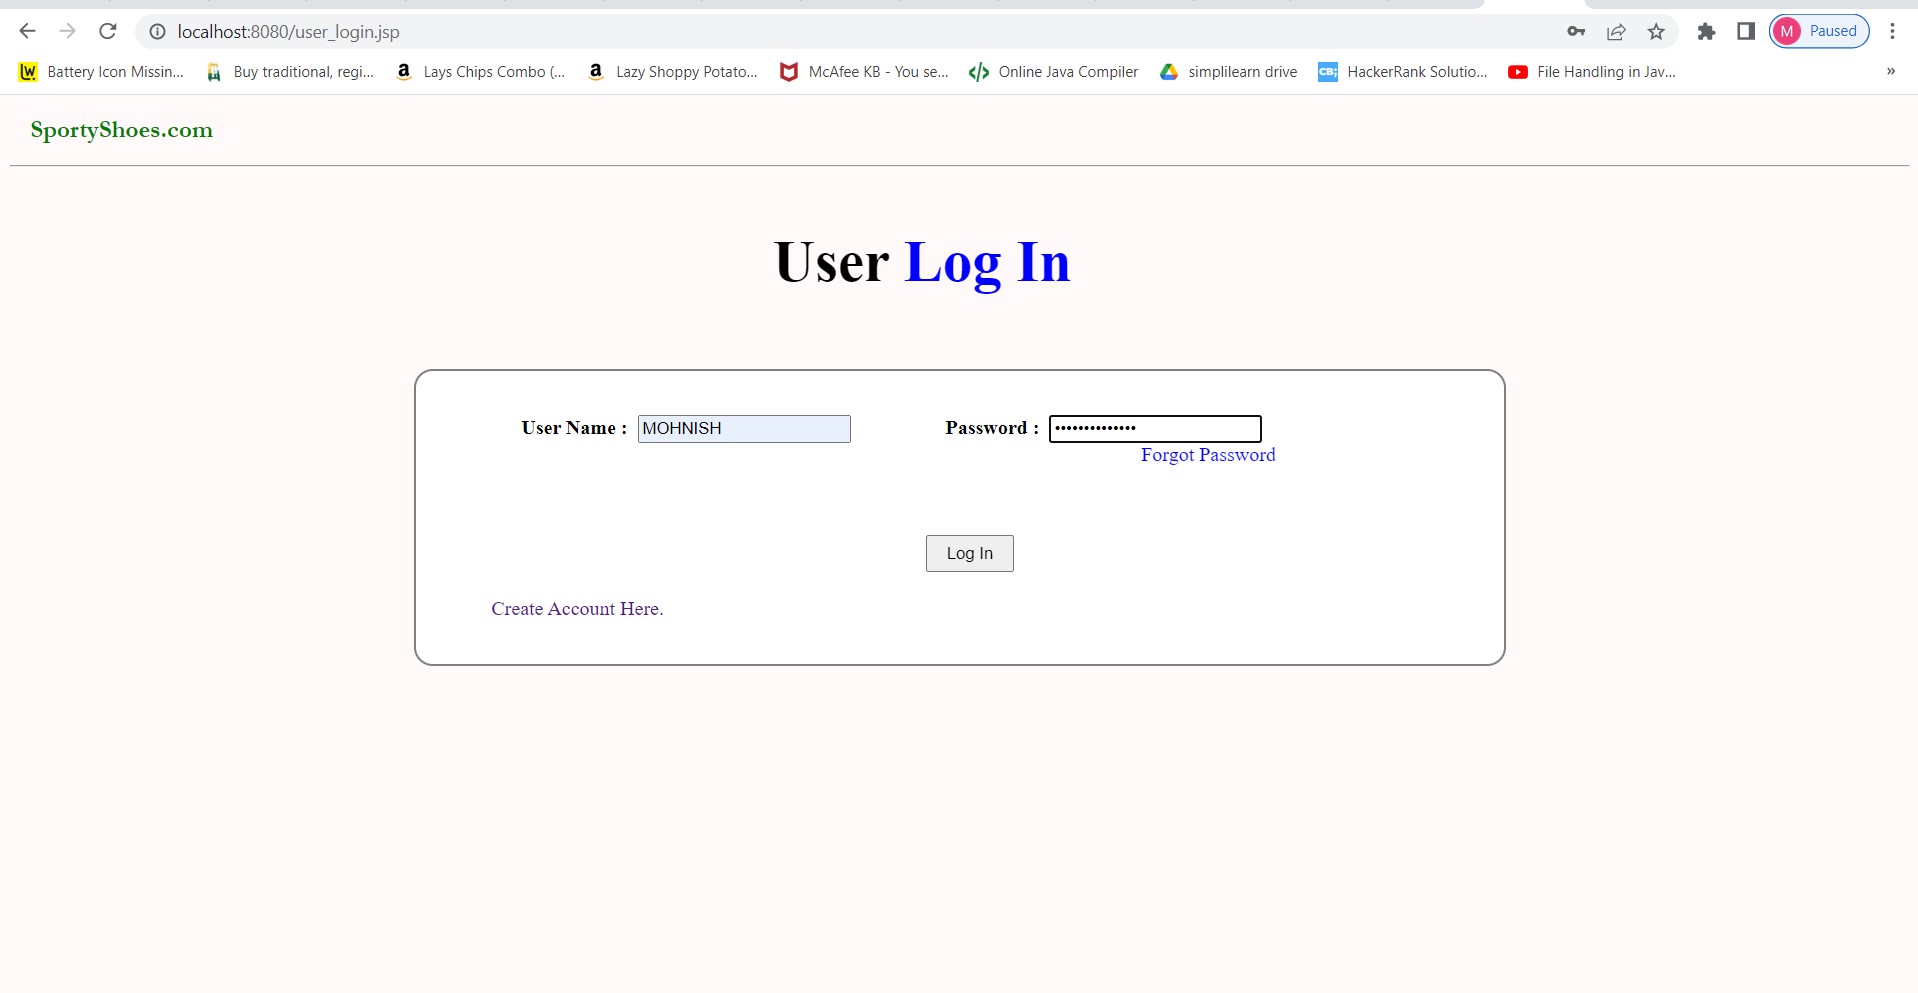 localhost:8080/user_login.jsp
M Paused
Battery Icon Missin... Buy traditional, regi... Lays Chips Combo (... Lazy Shoppy Potato... McAfee KB - You se... Online Java Compiler simplilearn drive HackerRank Solutio... File Handling in Jav... »
SportyShoes.com
User Log In
User Name : MOHNISH Password : ••••••••••••••
Forgot Password
Log In
Create Account Here.